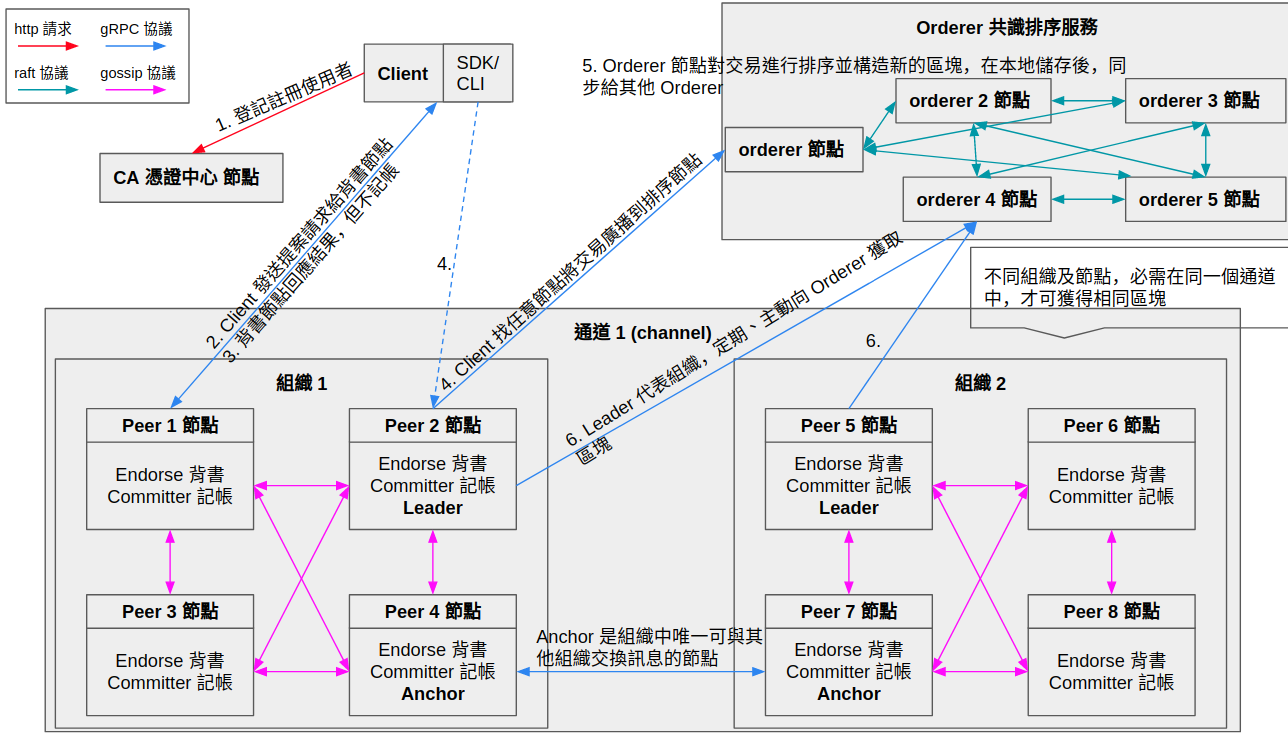 http 請求
gRPC 協議
raft 協議
gossip 協議
Client
SDK/
CLI
1. 登記註冊使用者
CA 憑證中心 節點
2. Client 發送提案請求給背書節點
3. 背書節點回應結果，但不記帳
4.
4. Client 找任意節點將交易廣播到排序節點
Orderer 共識排序服務
5. Orderer 節點對交易進行排序並構造新的區塊，在本地儲存後，同
步給其他 Orderer
orderer 2 節點
orderer 3 節點
orderer 節點
orderer 4 節點
orderer 5 節點
不同組織及節點，必需在同一個通道
中，才可獲得相同區塊
6. Leader 代表組織，定期、主動向 Orderer 獲取
區塊
6.
通道 1 (channel)
組織 1
Peer 1 節點
Endorse 背書
Committer 記帳
Peer 2 節點
Endorse 背書
Committer 記帳
Leader
Peer 3 節點
Endorse 背書
Committer 記帳
Peer 4 節點
Endorse 背書
Committer 記帳
Anchor
Anchor 是組織中唯一可與其
他組織交換訊息的節點
組織 2
Peer 5 節點
Endorse 背書
Committer 記帳
Leader
Peer 6 節點
Endorse 背書
Committer 記帳
Peer 7 節點
Endorse 背書
Committer 記帳
Anchor
Peer 8 節點
Endorse 背書
Committer 記帳